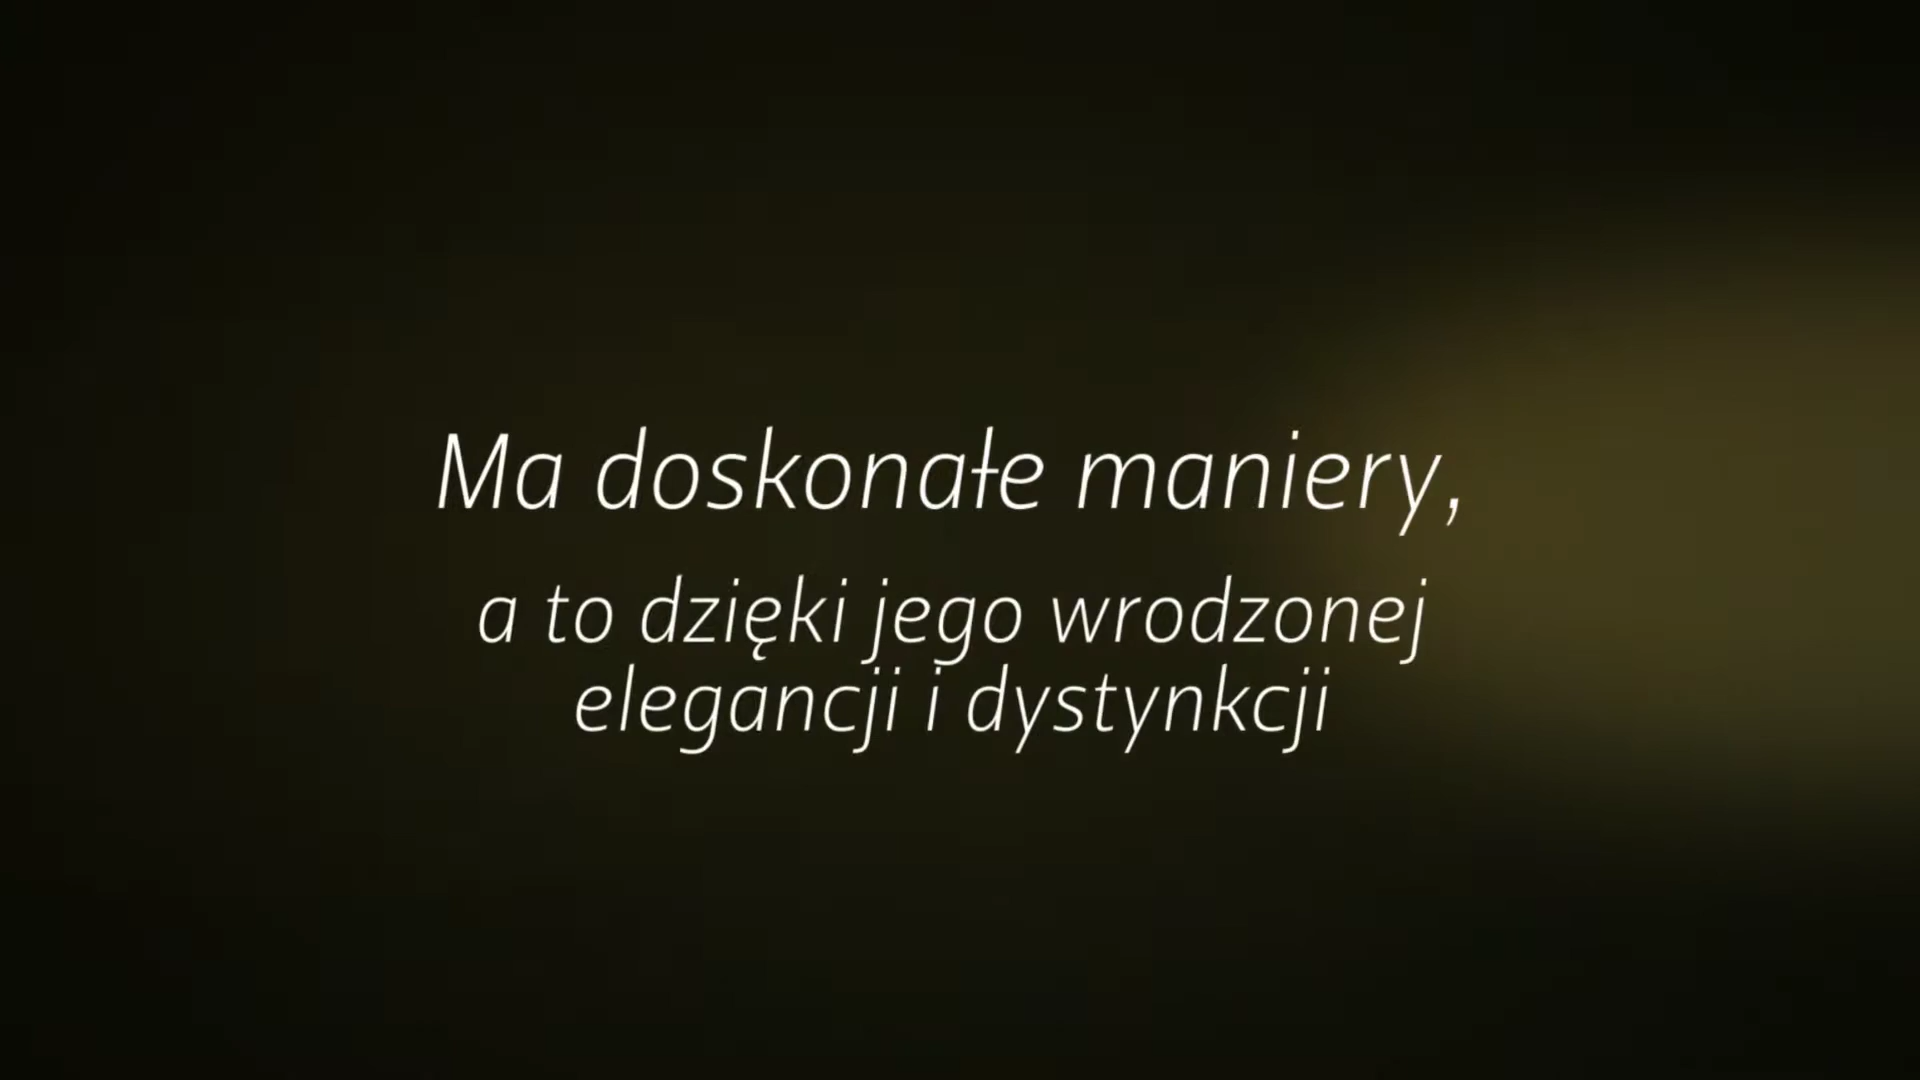 Ma doskonałe maniery,
a to dzięki jego wrodzonej
elegancji i dystynkcji